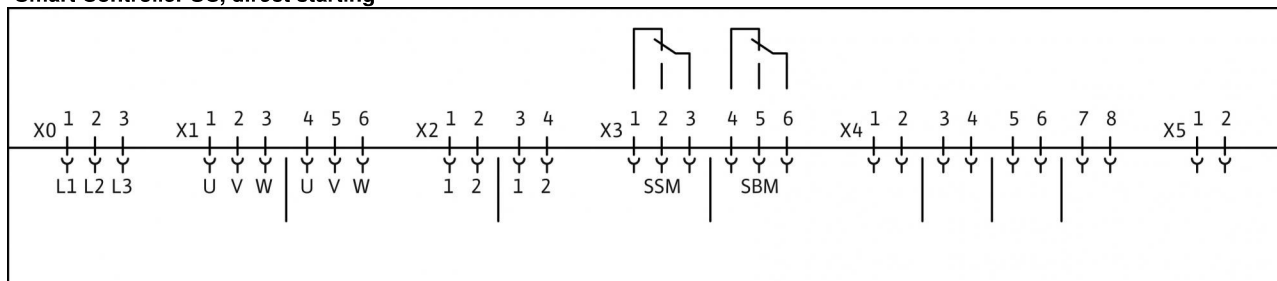 Smart Controller SC, direct starting
X0 1 2 3 X1 1 2 3 4 5 6 X2 1 2 3 4 X3 1 2 3 4 5 6 X4 1 2 3 4 5 6 7 8 X5 1 2
L1 L2 L3 U V W U V W 1 2 1 2 SSM SBM